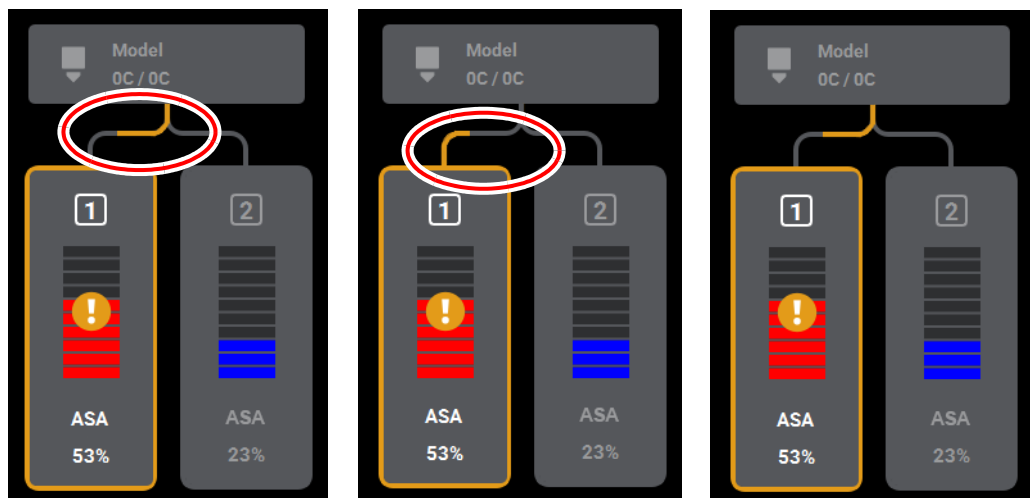 Model
0C / 0C
1
2
!
ASA
ASA
53%
23%
Model
0C / 0C
1
2
!
ASA
ASA
53%
23%
Model
0C / 0C
1
2
!
ASA
ASA
53%
23%